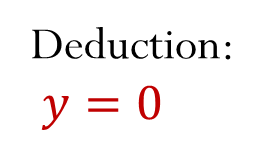 Deduction:
y = 0